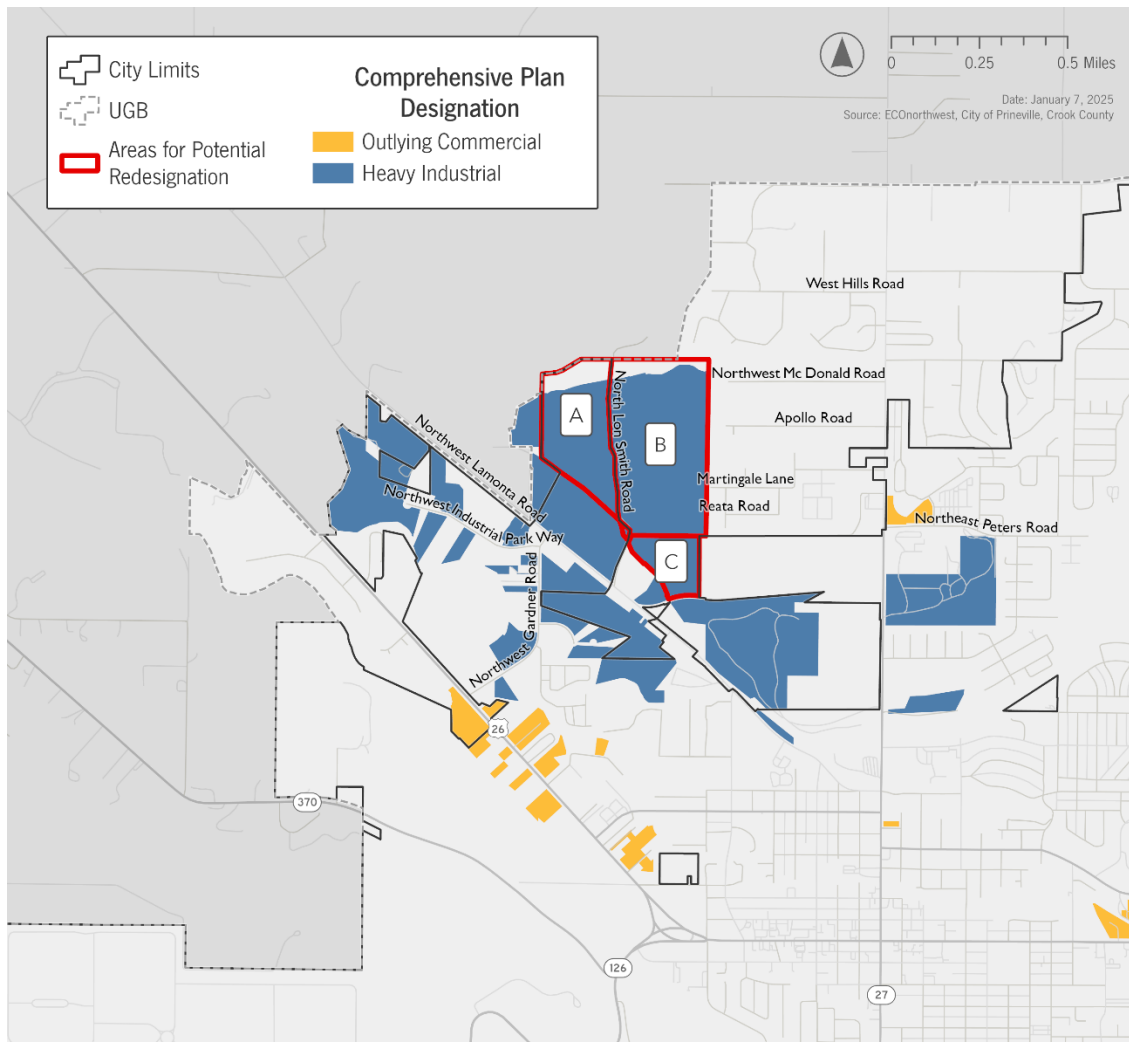 City Limits
UGB
Areas for Potential
Redesignation
Comprehensive Plan
Designation
Outlying Commercial
Heavy Industrial
0 0.25 0.5 Miles
Date: January 7, 2025
Source: ECOnorthwest, City of Prineville, Crook County
West Hills Road
Northwest Mc Donald Road
North Lon Smith Road
A
B
Apollo Road
Northwest Lamonta Road
Martingale Lane
Reata Road
Northwest Industrial Park Way
Northeast Peters Road
C
Northwest Gardner Road
26
370
126
27